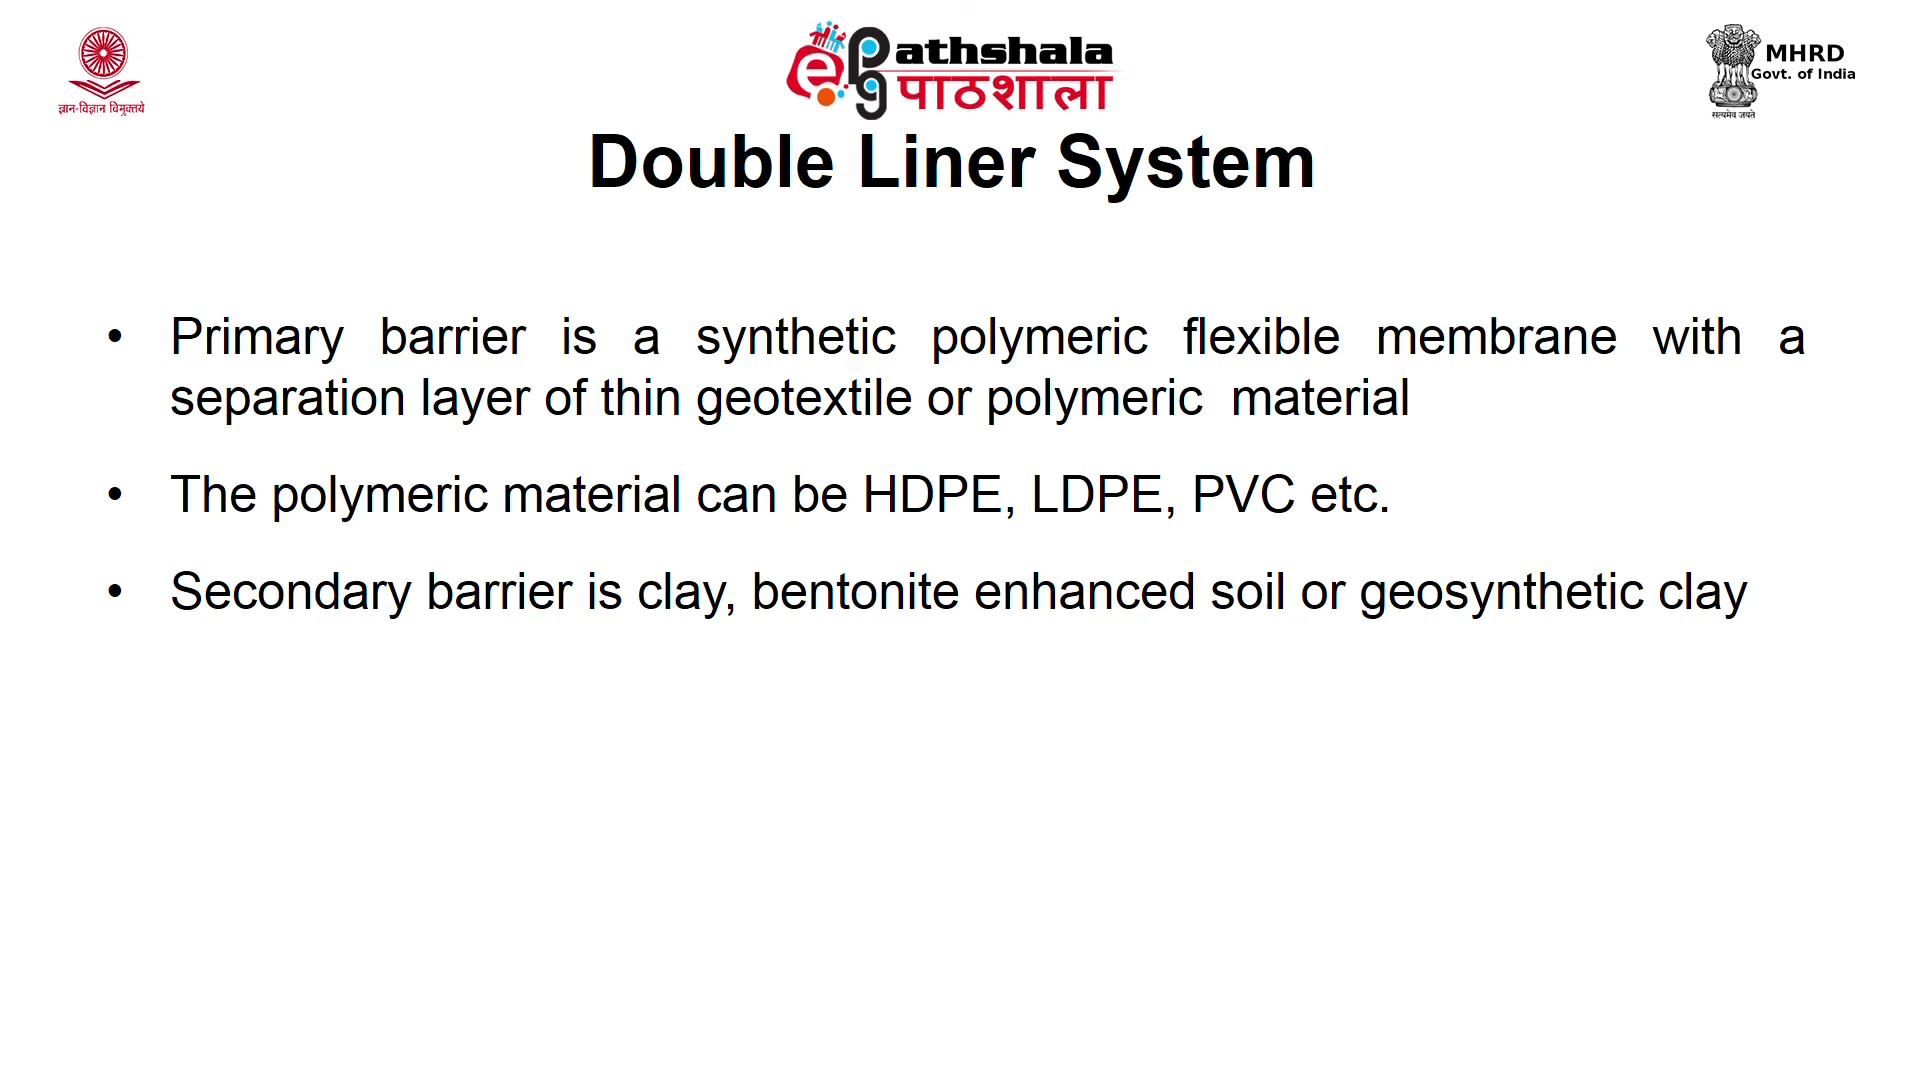 ज्ञान-विज्ञान विमुक्तये
ePGathshala
पाठशाला
MHRD
Govt. of India
सत्यमेव जयते
Double Liner System
• Primary barrier is a synthetic polymeric flexible membrane with a
separation layer of thin geotextile or polymeric material
• The polymeric material can be HDPE, LDPE, PVC etc.
• Secondary barrier is clay, bentonite enhanced soil or geosynthetic clay